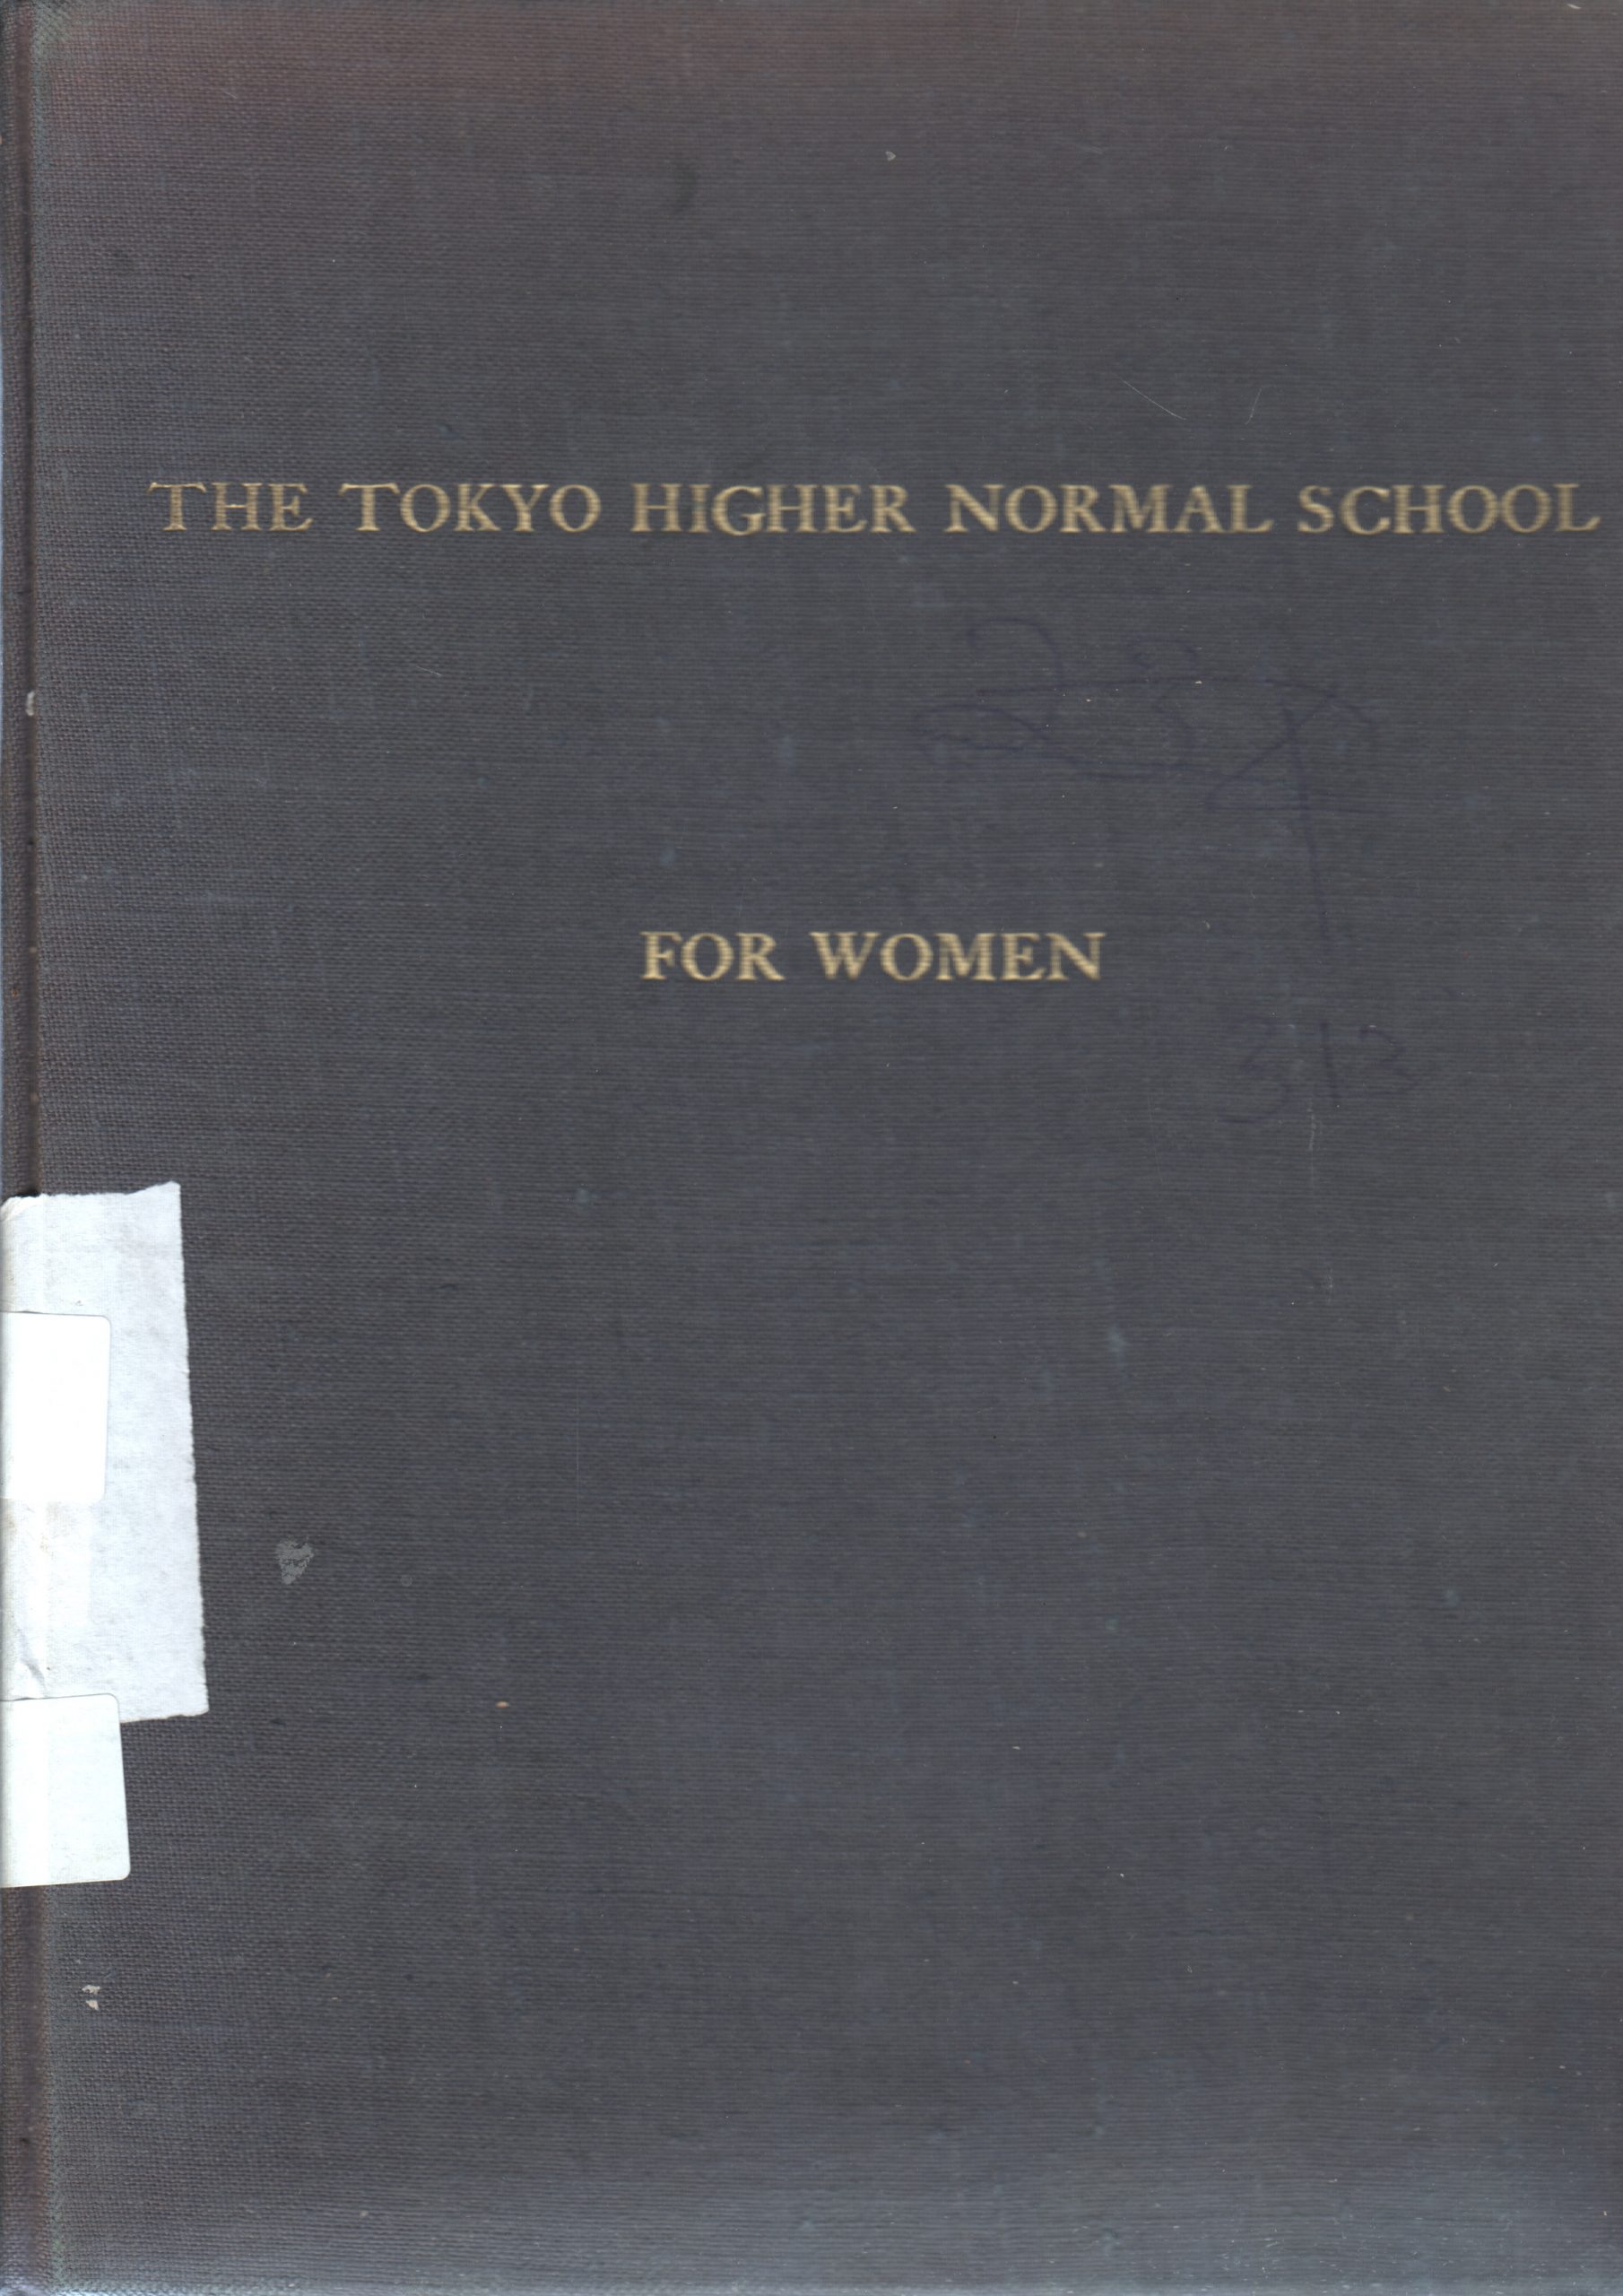 THE TOKYO HIGHER NORMAL SCHOOL
FOR WOMEN